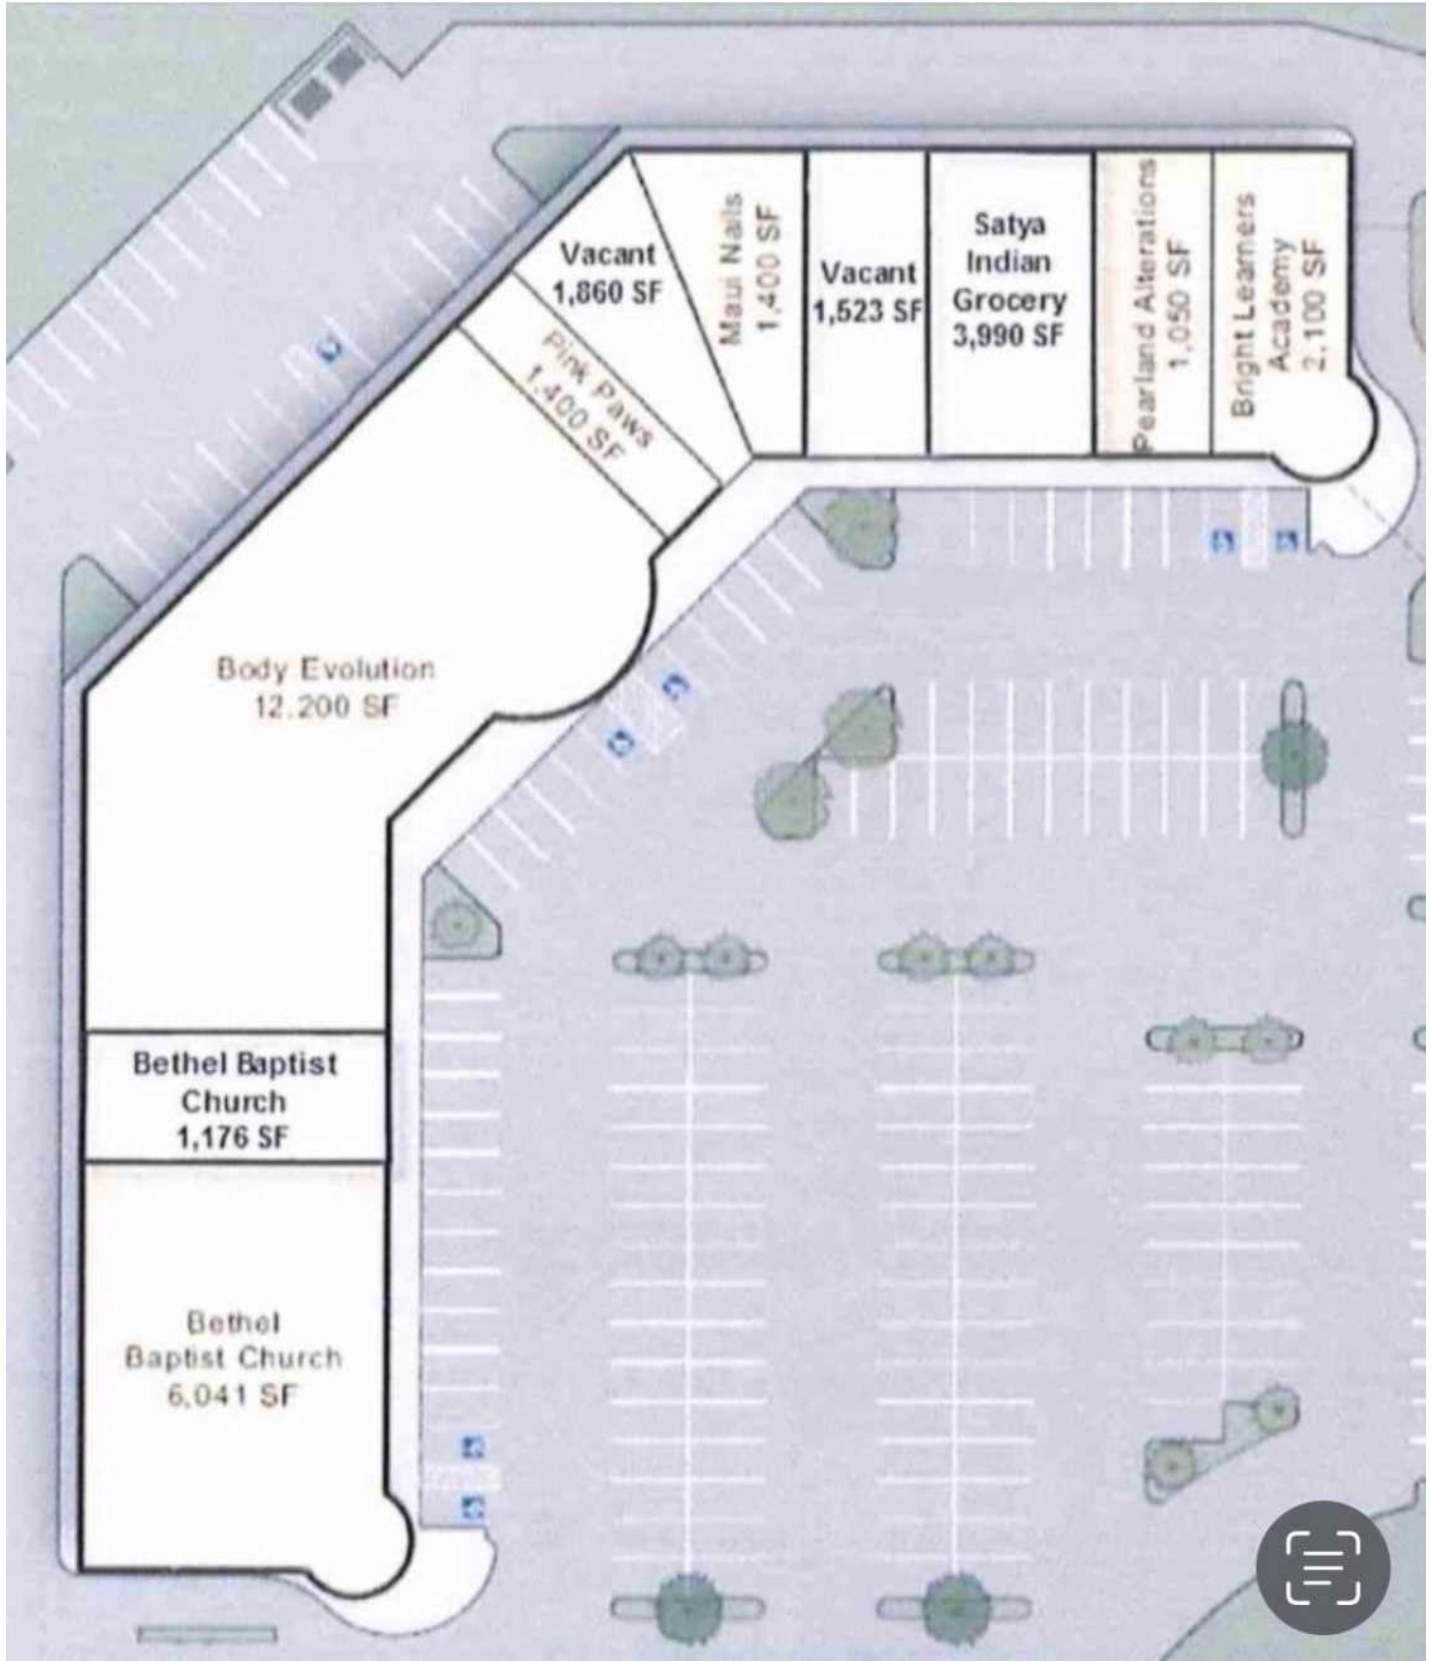 Vacant
1,860 SF
Maui Nails
1,400 SF
Vacant
1,523 SF
Satya
Indian
Grocery
3,990 SF
Pearland Alterations
1,050 SF
Bright Learners
Academy
2,100 SF
Pink Paws
1,400 SF
Body Evolution
12.200 SF
Bethel Baptist
Church
1,176 SF
Bethel
Baptist Church
6,041 SF